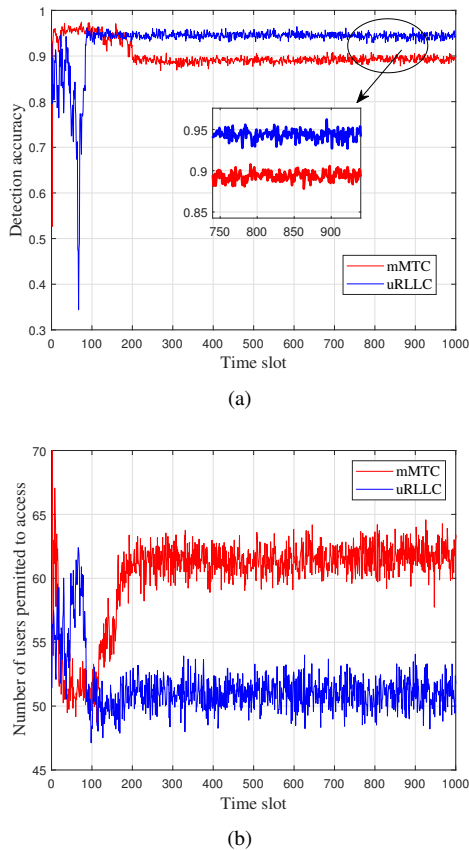 1
0.9
0.8
0.7
0.6
0.5
0.4
0.3
Detection accuracy
0.95
0.9
0.85
750 800 850 900
mMTC
uRLLC
0 100 200 300 400 500 600 700 800 900 1000
Time slot
(a)
70
65
60
55
50
45
Number of users permitted to access
mMTC
uRLLC
0 100 200 300 400 500 600 700 800 900 1000
Time slot
(b)